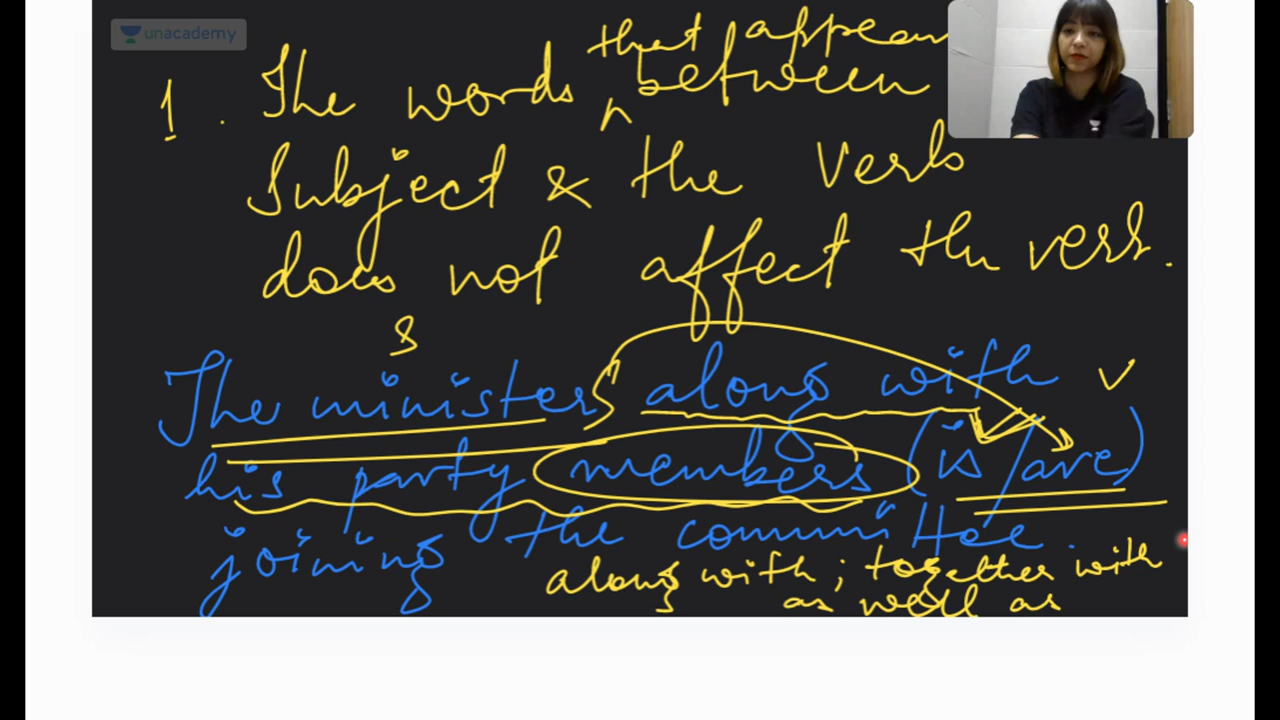 unacademy
that appear
1. The words between
Subject & the Verb
does not affect the verb.
S
The minister along with
his party members (is/are)
joining the committee.
along with; together with
as well as